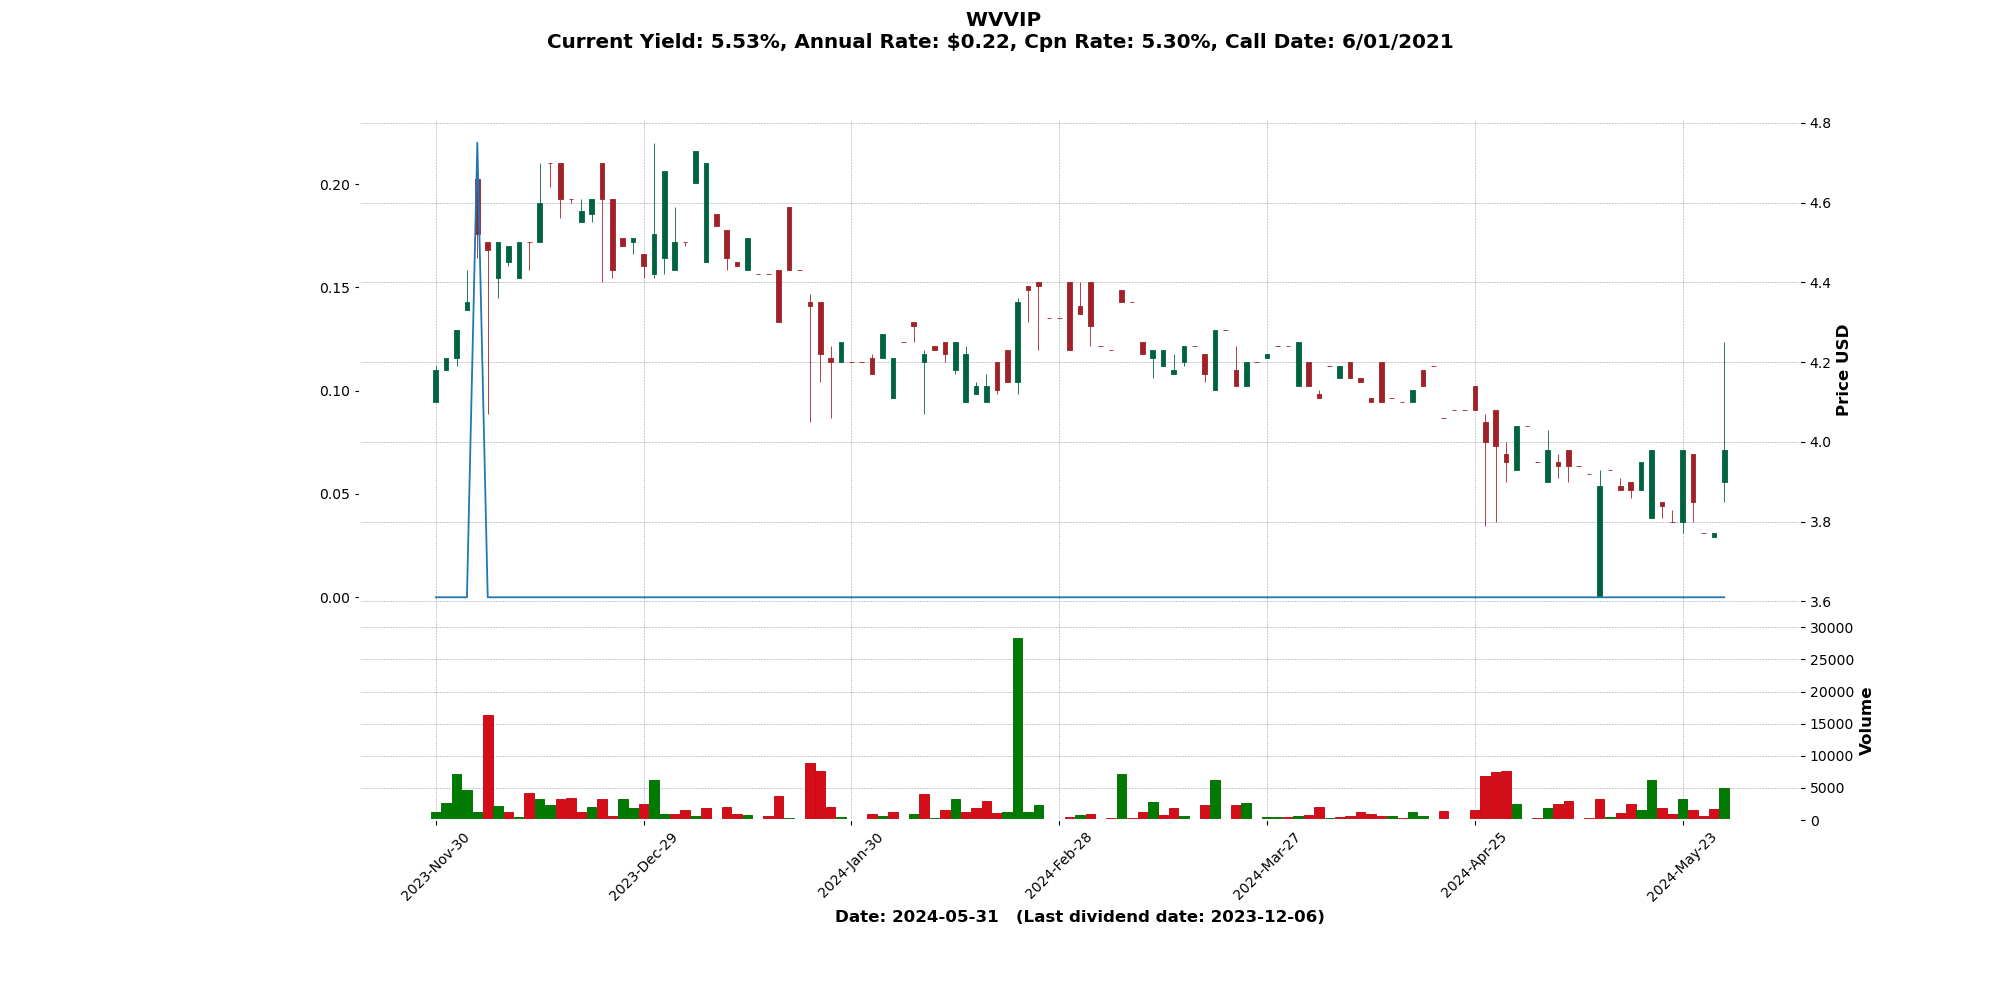 WVVIP
Current Yield: 5.53%, Annual Rate: $0.22, Cpn Rate: 5.30%, Call Date: 6/01/2021
0.20
0.15
0.10
0.05
0.00
4.8
4.6
4.4
4.2
4.0
3.8
3.6
Price USD
30000
25000
20000
15000
10000
5000
0
Volume
2023-Nov-30
2023-Dec-29
2024-Jan-30
2024-Feb-28
2024-Mar-27
2024-Apr-25
2024-May-23
Date: 2024-05-31 (Last dividend date: 2023-12-06)